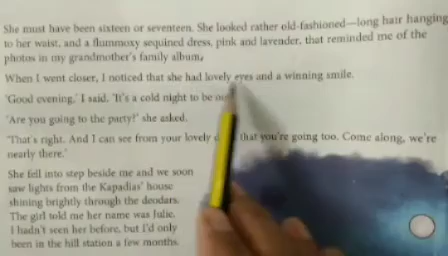 She must have been sixteen or seventeen. She looked rather old-fashioned—long hair hanging
to her waist, and a flummoxy sequined dress, pink and lavender, that reminded me of the
photos in my grandmother's family album.
When I went closer, I noticed that she had lovely eyes and a winning smile.
'Good evening,' I said. 'It's a cold night to be
'Are you going to the party?' she asked.
'That's right. And I can see from your lovely that you're going too. Come along, we're
nearly there.'
She fell into step beside me and we soon
saw lights from the Kapadias' house
shining brightly through the deodars.
The girl told me her name was Julie.
I hadn't seen her before, but I'd only
been in the hill station a few months.